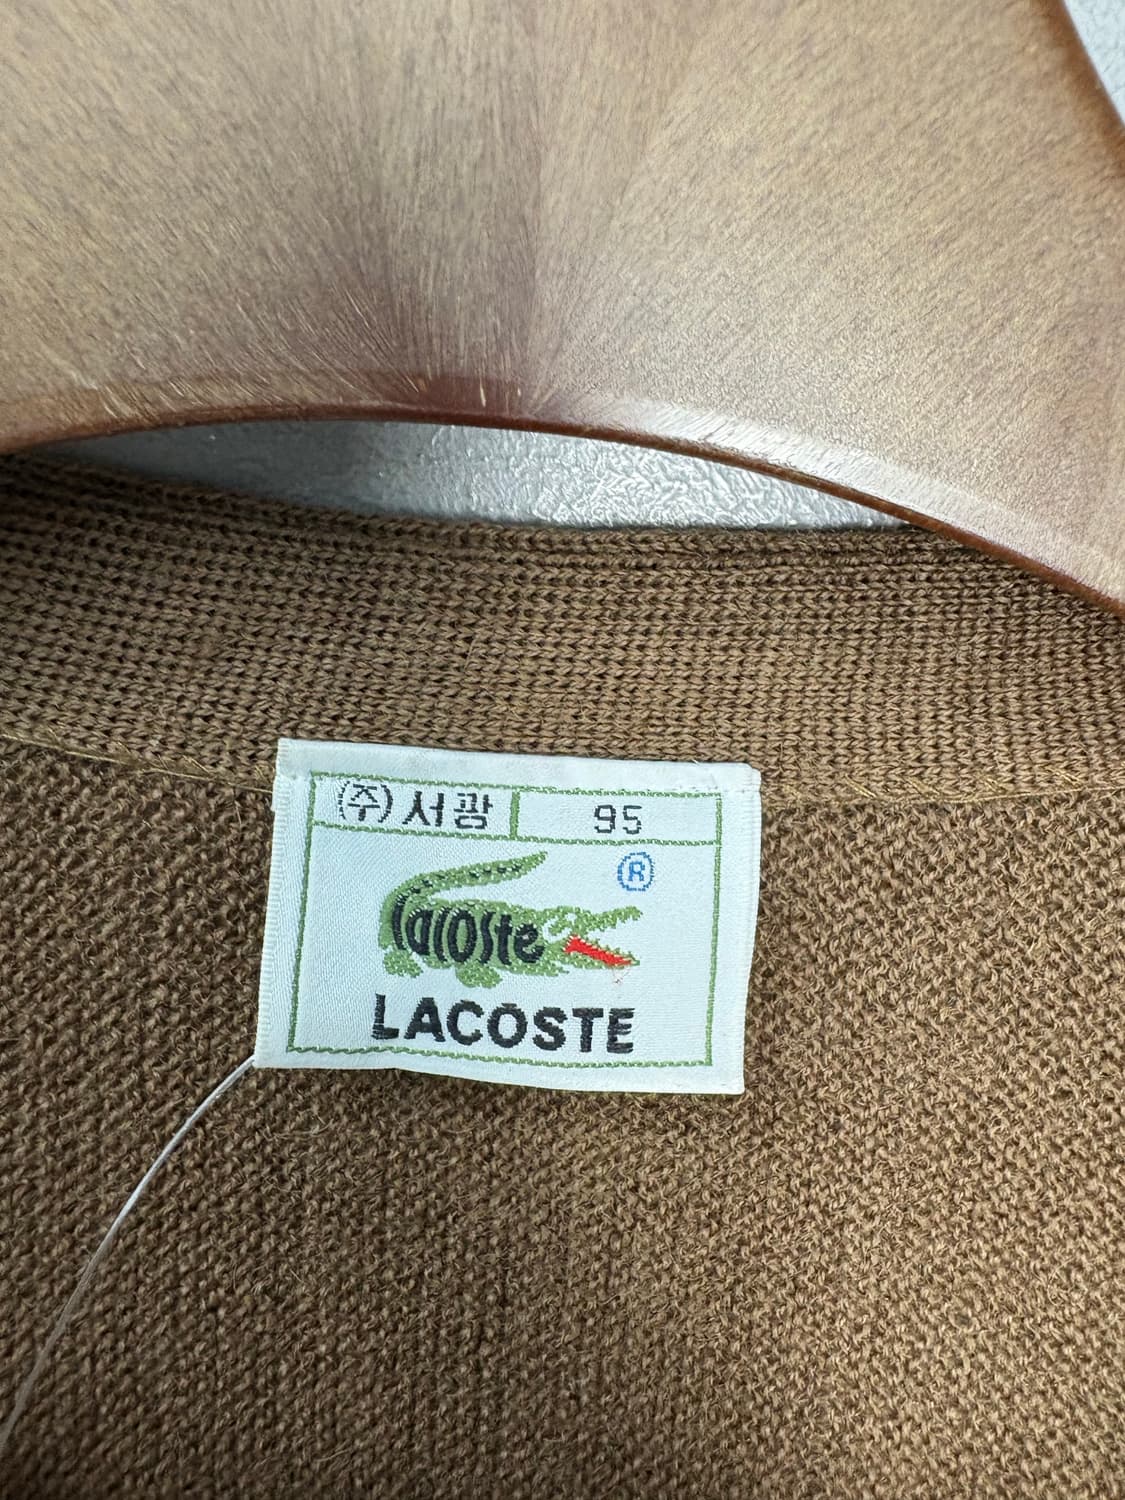 (주)서광 95
®
lacoste
LACOSTE